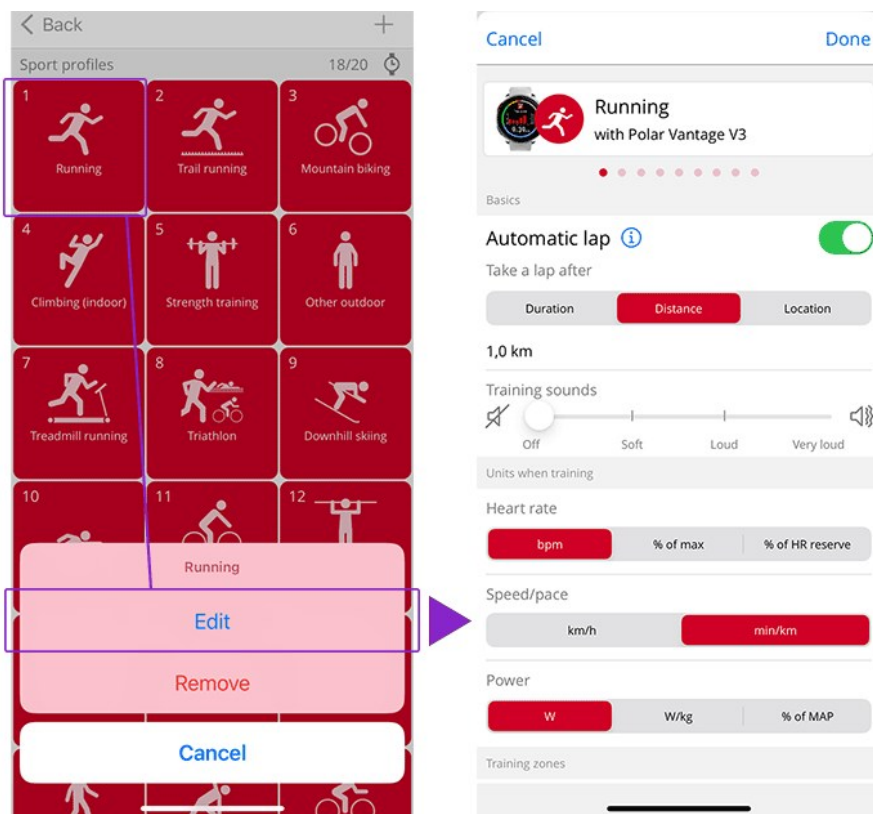 Back
+
Sport profiles
18/20
1
Running
2
Trail running
3
Mountain biking
4
Climbing (indoor)
5
Strength training
6
Other outdoor
7
Treadmill running
8
Triathlon
9
Downhill skiing
10
11
12
Running
Edit
Remove
Cancel
Cancel
Done
Running
with Polar Vantage V3
Basics
Automatic lap
Take a lap after
Duration
Distance
Location
1,0 km
Training sounds
Off
Soft
Loud
Very loud
Units when training
Heart rate
bpm
% of max
% of HR reserve
Speed/pace
km/h
min/km
Power
W
W/kg
% of MAP
Training zones